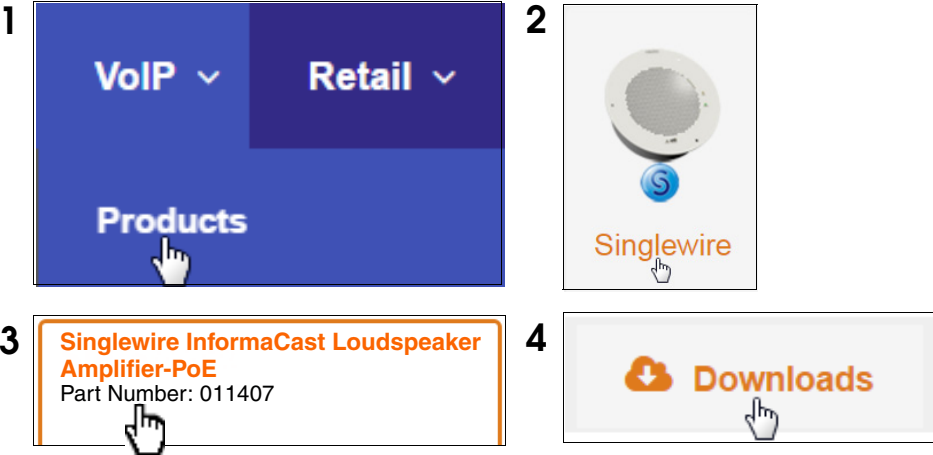 1
VoIP Retail
Products
2
S
Singlewire
3
Singlewire InformaCast Loudspeaker
Amplifier-PoE
Part Number: 011407
4
Downloads